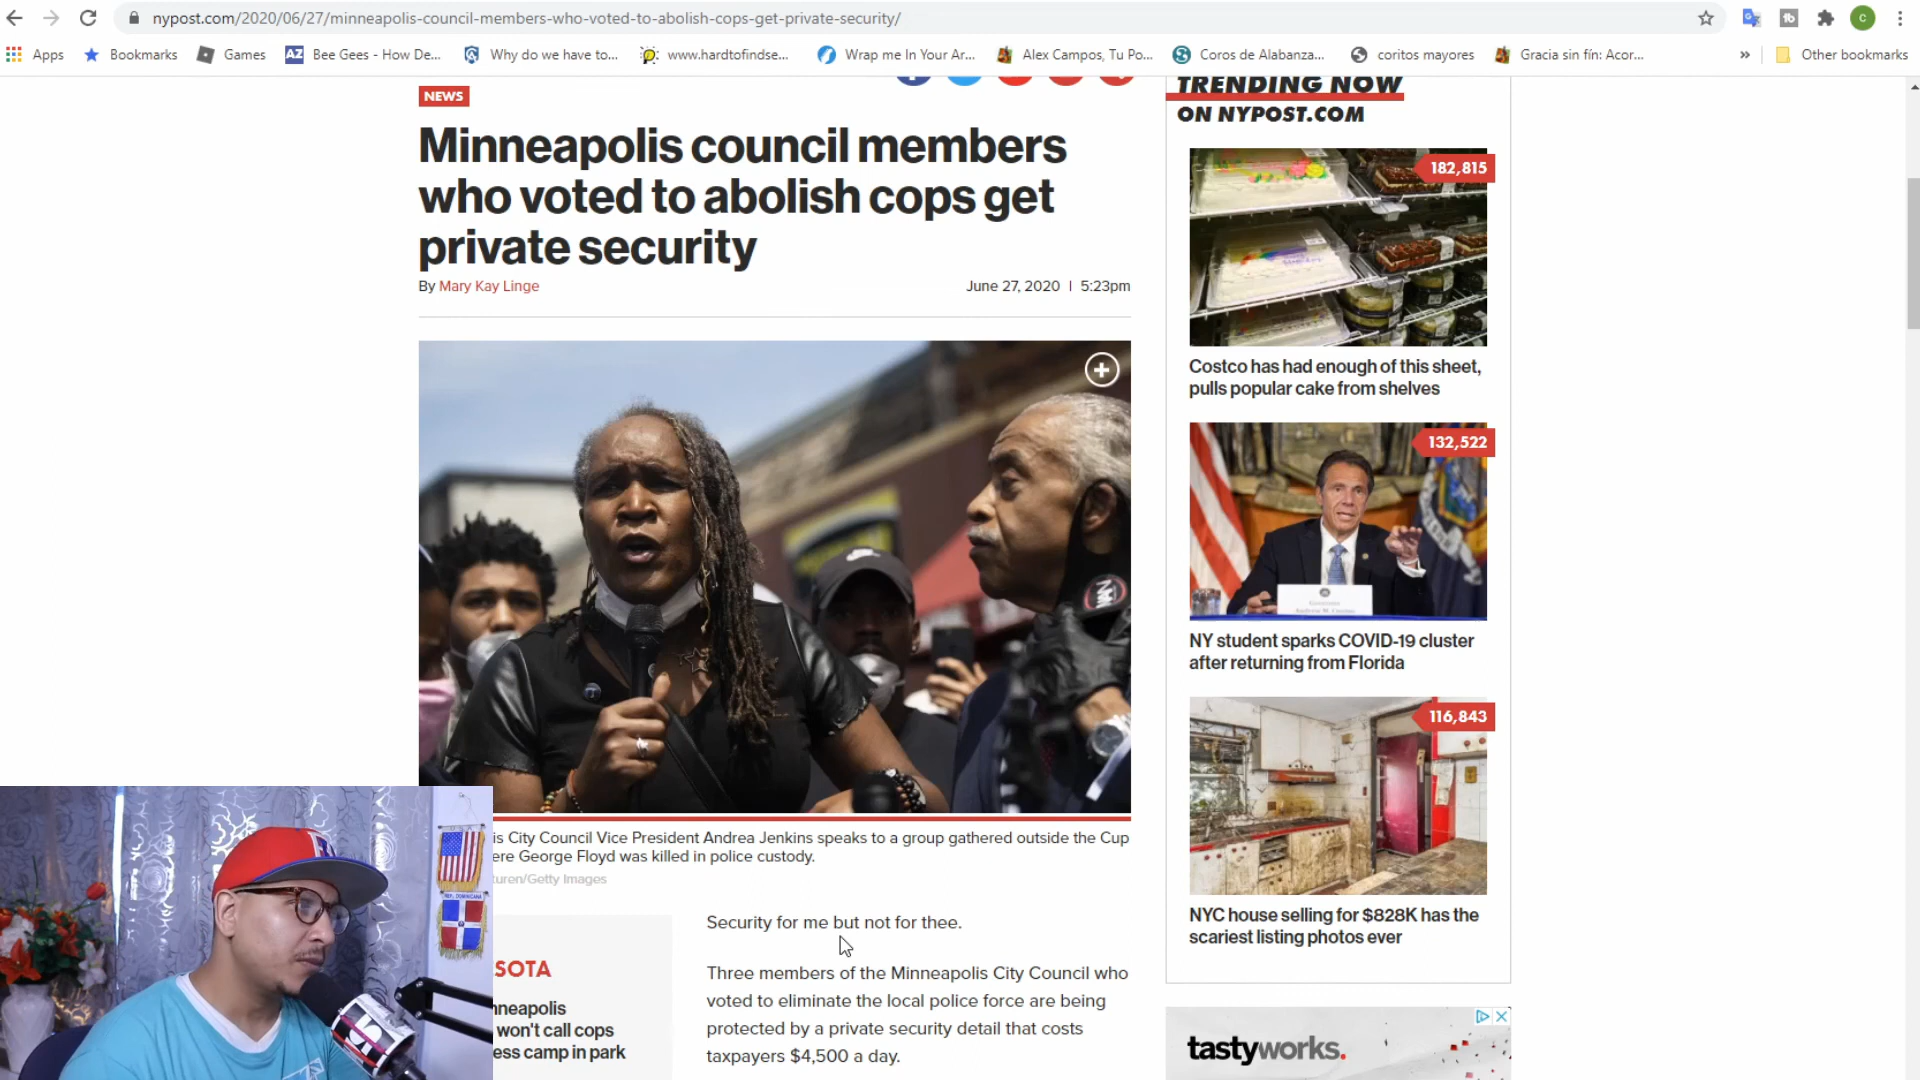 nypost.com/2020/06/27/minneapolis-council-members-who-voted-to-abolish-cops-get-private-security/
C
Apps
Bookmarks
Games
AZ
Bee Gees - How De...
Why do we have to...
www.hardtofindse...
Wrap me In Your Ar...
Alex Campos, Tu Po...
Coros de Alabanza...
coritos mayores
Gracia sin fín: Acor...
»
Other bookmarks
NEWS
Minneapolis council members
who voted to abolish cops get
private security
By Mary Kay Linge
June 27, 2020 | 5:23pm
is City Council Vice President Andrea Jenkins speaks to a group gathered outside the Cup
ere George Floyd was killed in police custody.
turen/Getty Images
SOTA
nneapolis
won't call cops
ess camp in park
Security for me but not for thee.
Three members of the Minneapolis City Council who
voted to eliminate the local police force are being
protected by a private security detail that costs
taxpayers $4,500 a day.
TRENDING NOW
ON NYPOST.COM
182,815
Costco has had enough of this sheet,
pulls popular cake from shelves
132,522
NY student sparks COVID-19 cluster
after returning from Florida
116,843
NYC house selling for $828K has the
scariest listing photos ever
tastyworks.